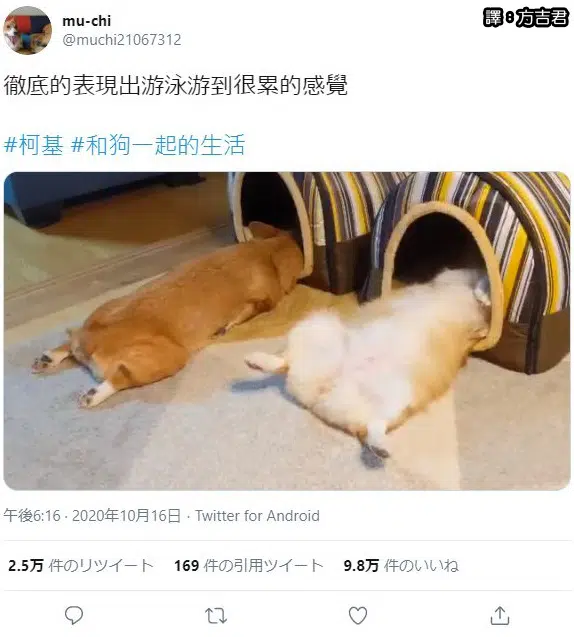 譯:方吉君
mu-chi
@muchi21067312
徹底的表現出游泳游到很累的感覺
#柯基 #和狗一起的生活
午後6:16 · 2020年10月16日 · Twitter for Android
2.5万 件のリツイート 169 件の引用ツイート 9.8万 件のいいね